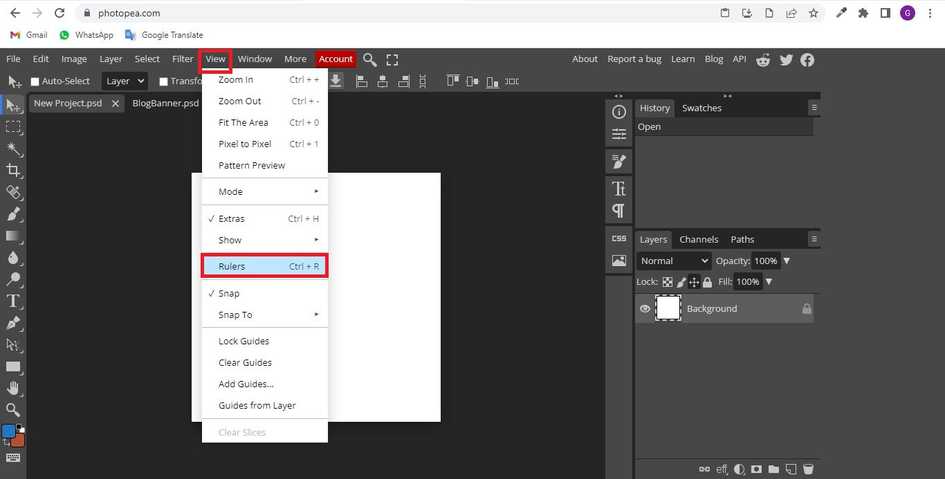 photopea.com
G
Gmail WhatsApp Google Translate
File Edit Image Layer Select Filter View Window More Account About Report a bug Learn Blog API
Auto-Select Layer Transfo
New Project.psd BlogBanner.psd
Zoom In Ctrl + +
Zoom Out Ctrl + -
Fit The Area Ctrl + 0
Pixel to Pixel Ctrl + 1
Pattern Preview
Mode
✓ Extras Ctrl + H
Show
Rulers Ctrl + R
✓ Snap
Snap To
Lock Guides
Clear Guides
Add Guides...
Guides from Layer
Clear Slices
CSS
History Swatches
Open
Layers Channels Paths
Normal Opacity: 100%
Lock: Fill: 100%
Background
eff